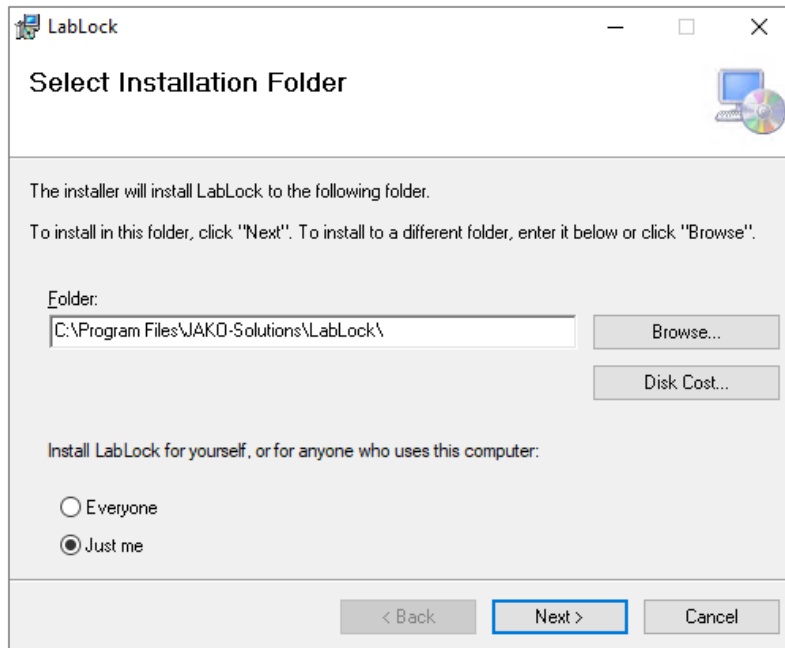 LabLock
Select Installation Folder
The installer will install LabLock to the following folder.
To install in this folder, click "Next". To install to a different folder, enter it below or click "Browse".
Folder:
C:\Program Files\JAKO-Solutions\LabLock\
Browse...
Disk Cost...
Install LabLock for yourself, or for anyone who uses this computer:
Everyone
Just me
< Back
Next >
Cancel